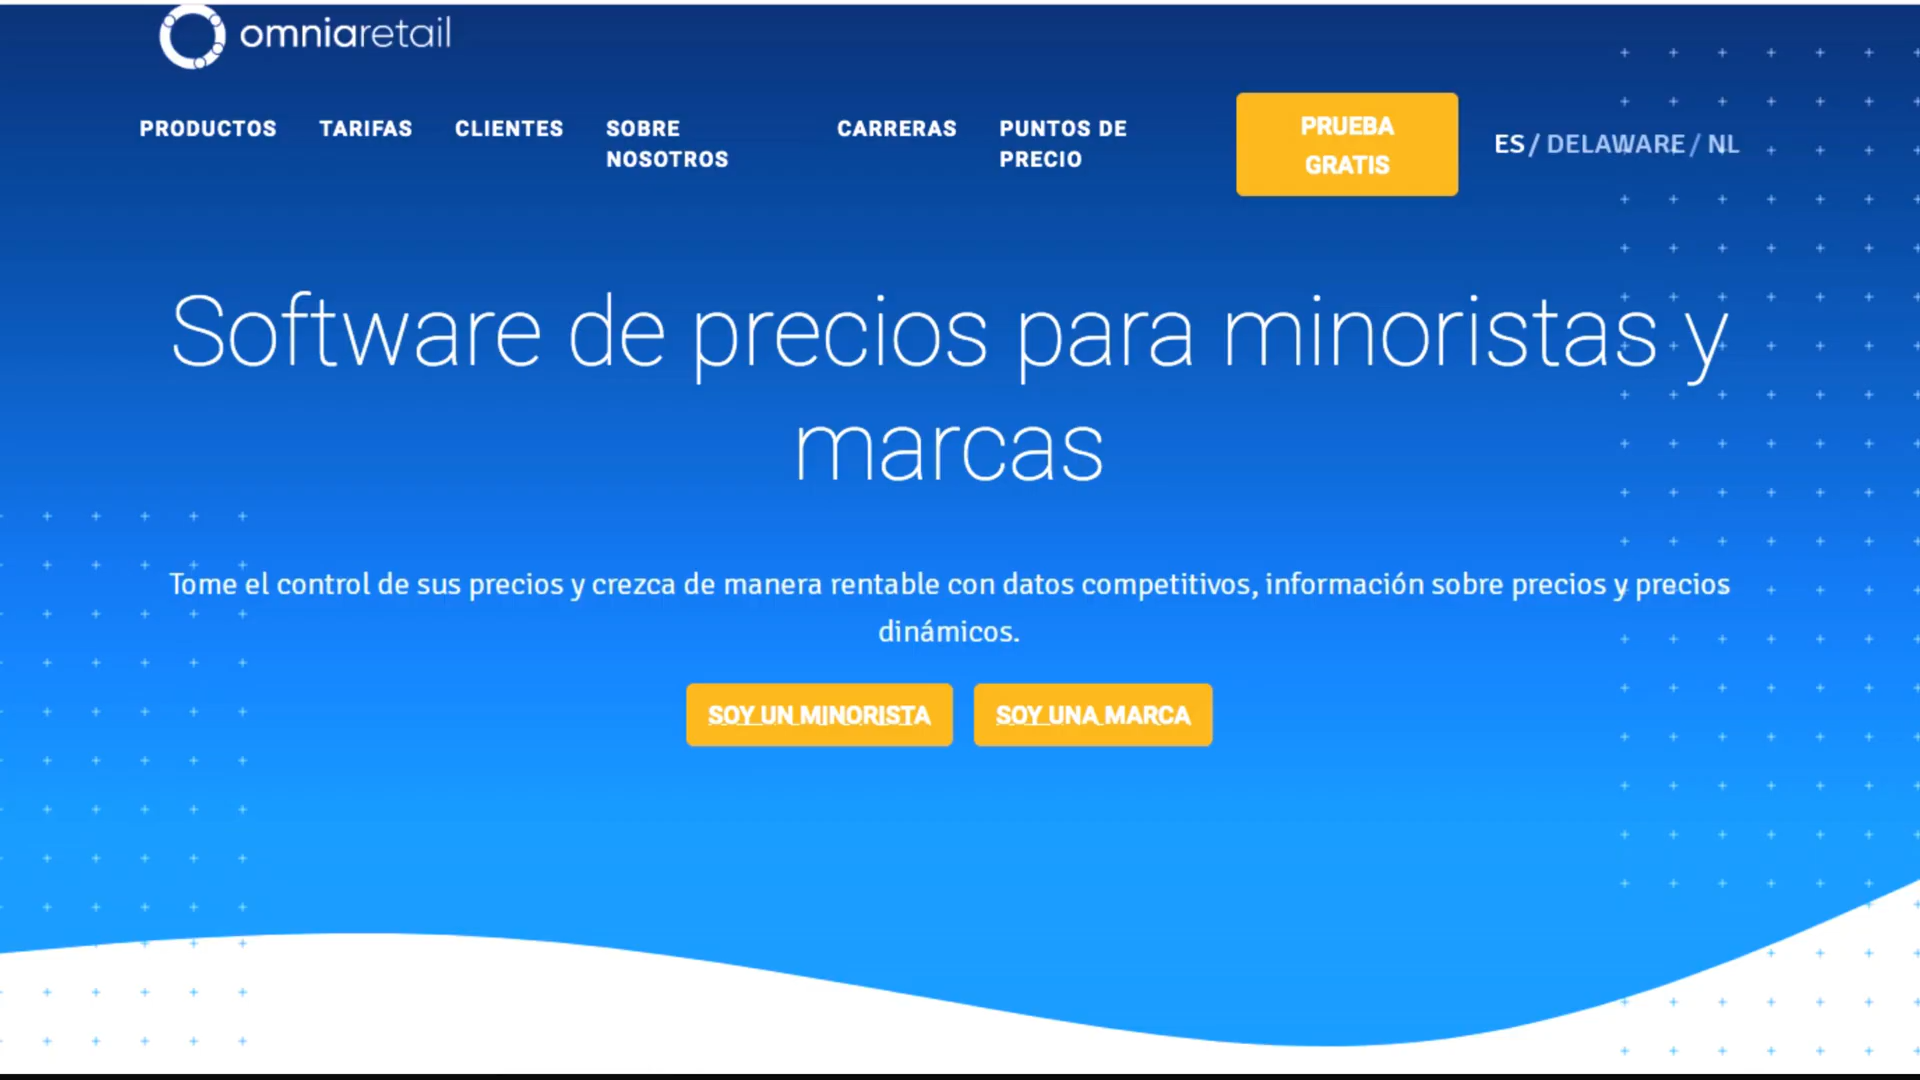 omniaretail
PRODUCTOS TARIFAS CLIENTES SOBRE NOSOTROS CARRERAS PUNTOS DE PRECIO PRUEBA GRATIS ES / DELAWARE / NL
Software de precios para minoristas y
marcas
Tome el control de sus precios y crezca de manera rentable con datos competitivos, información sobre precios y precios
dinámicos.
SOY UN MINORISTA SOY UNA MARCA